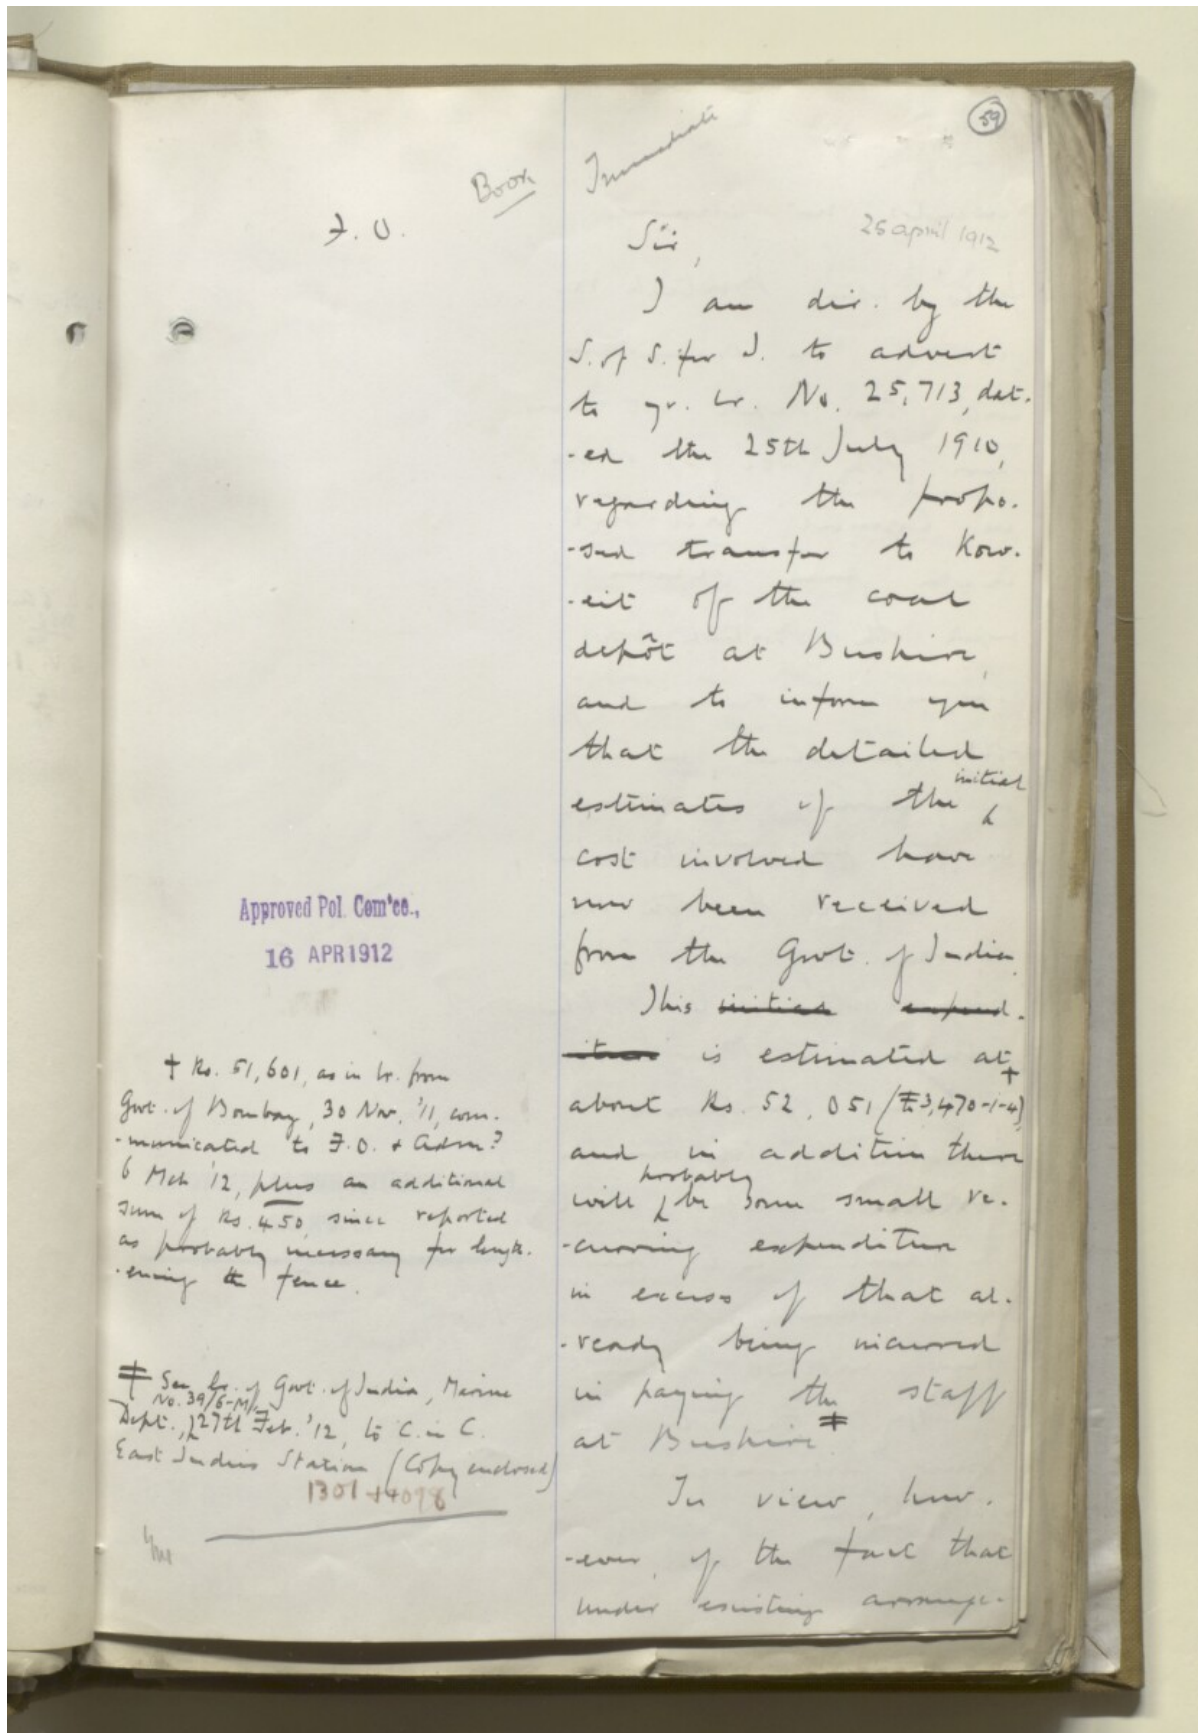 59
Immediate
Book
F. O.
25 april 1912
Sir,
I am dir. by the
S. of S. for I. to advert
to yr. lr. No. 25,713, dat-
-ed the 25th July 1910,
regarding the propo-
-sed transfer to Kow-
-eit of the coal
depôt at Bushire,
and to inform you
that the detailed
estimates of the initial
cost involved have
now been received
from the Govt. of India.
This initial expend-
-iture is estimated at
about Rs. 52,051 (£3,470-1-4)
and in addition there
will probably be some small re-
-curring expenditure
in excess of that al-
-ready being incurred
in paying the staff
at Bushire ‡.
In view, how-
-ever, of the fact that
under existing arrange-
Approved Pol. Com'ee.,
16 APR 1912
† Rs. 51,601, as in lr. from
Govt. of Bombay, 30 Nov. '11, com-
-municated to F.O. & Adm?
6 Mch '12, plus an additional
sum of Rs. 450 since reported
as probably necessary for length-
-ening the fence.
‡ See lr. of Govt. of India, Marine
Dept., No. 39/6-M, 27th Feb. '12, to C. in C.
East Indies Station (Copy enclosed)
1301 + 4098